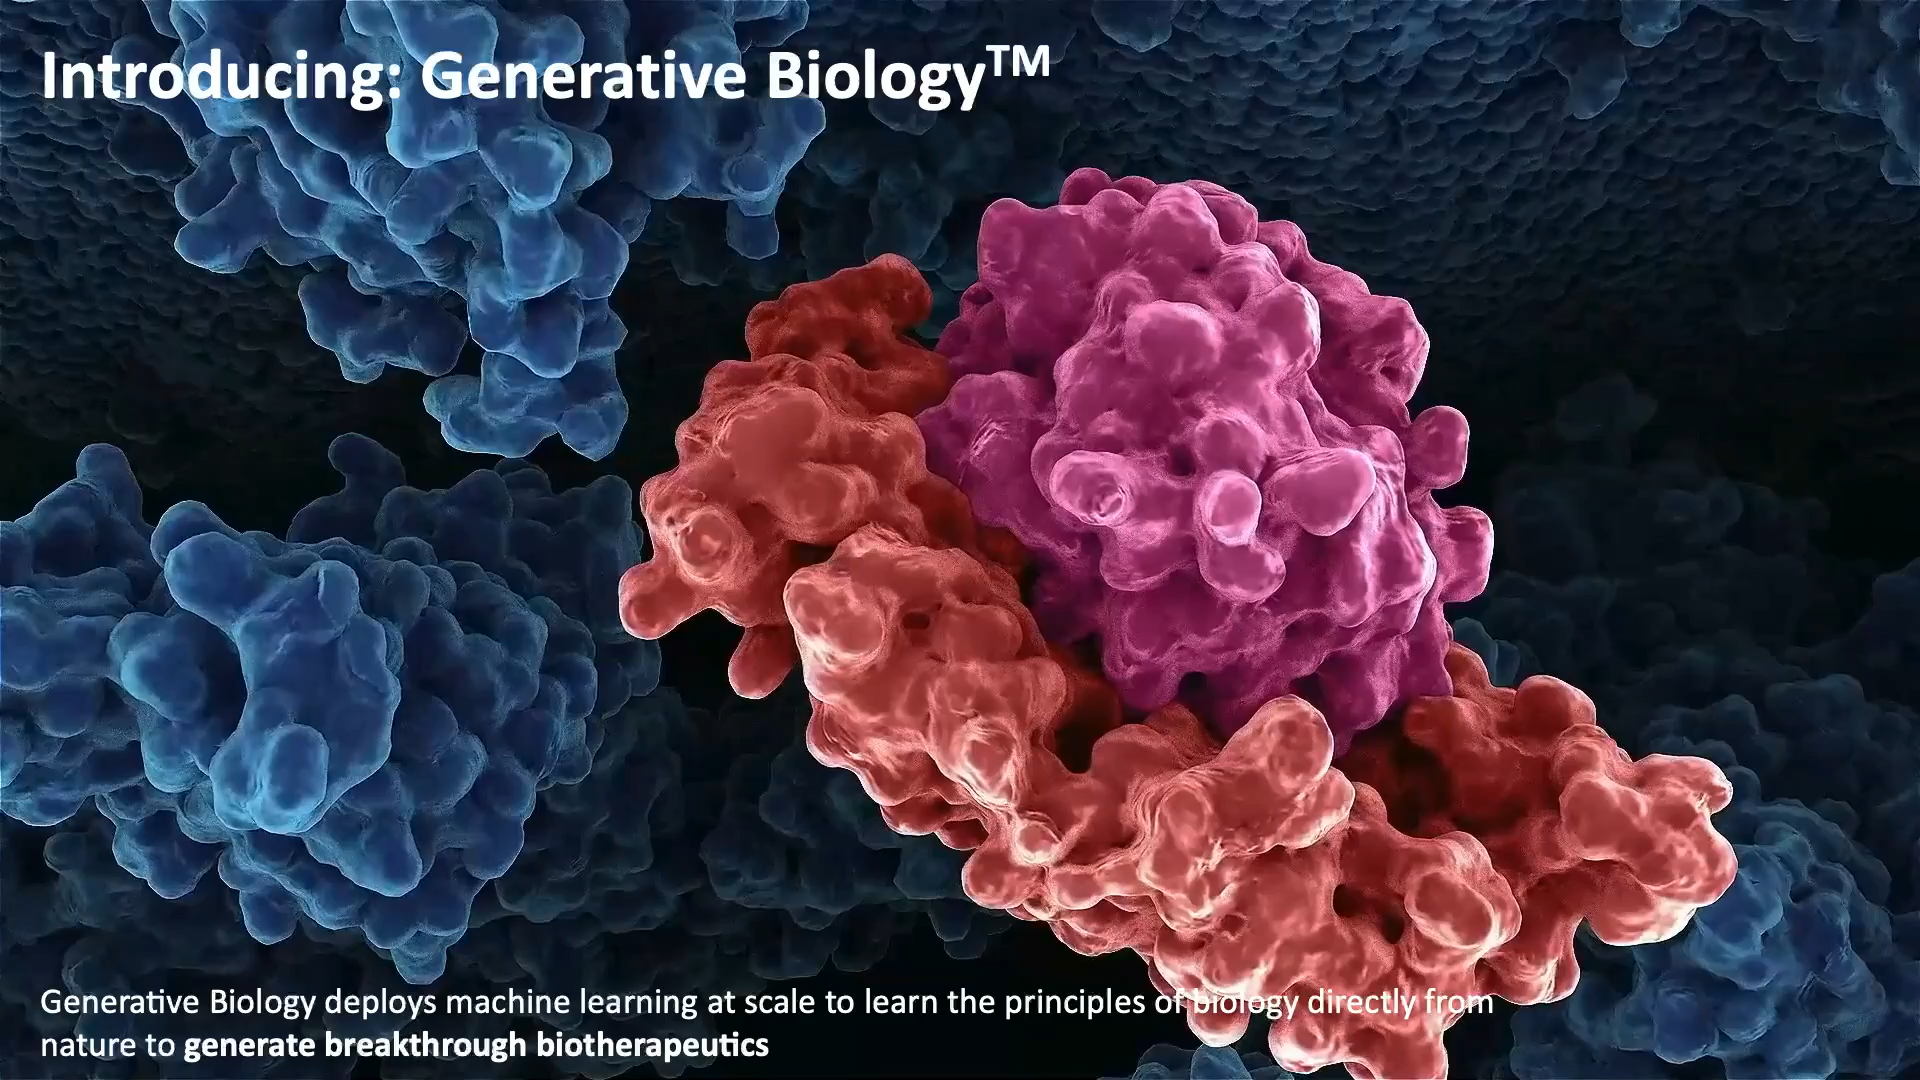 Introducing: Generative Biology™
Generative Biology deploys machine learning at scale to learn the principles of biology directly from
nature to generate breakthrough biotherapeutics